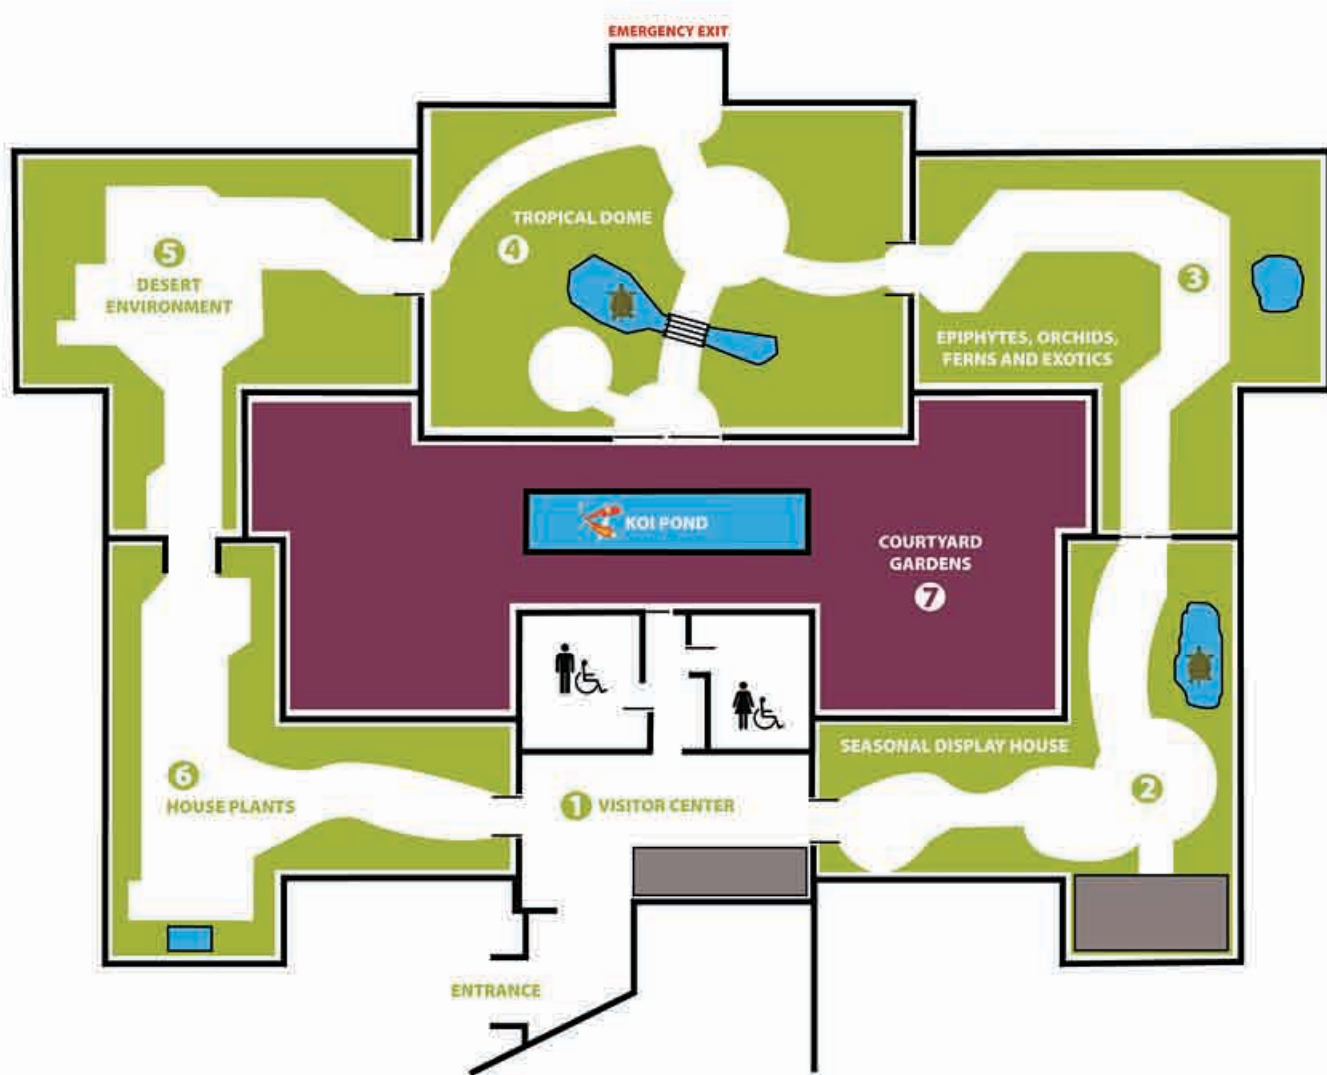 EMERGENCY EXIT
TROPICAL DOME
4
5
DESERT
ENVIRONMENT
3
EPIPHYTES, ORCHIDS,
FERNS AND EXOTICS
KOI POND
COURTYARD
GARDENS
7
SEASONAL DISPLAY HOUSE
2
6
HOUSE PLANTS
1 VISITOR CENTER
ENTRANCE